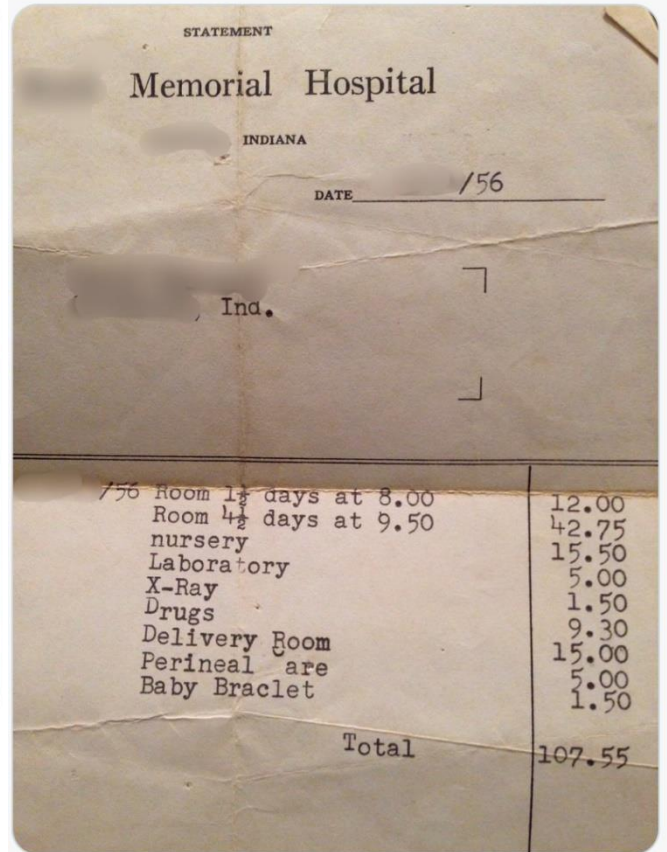 STATEMENT
Memorial Hospital
INDIANA
DATE /56
, Ind.
/56 Room 1½ days at 8.00 12.00
Room 4½ days at 9.50 42.75
nursery 15.50
Laboratory 5.00
X-Ray 1.50
Drugs 9.30
Delivery Room 15.00
Perineal are 5.00
Baby Braclet 1.50
Total 107.55